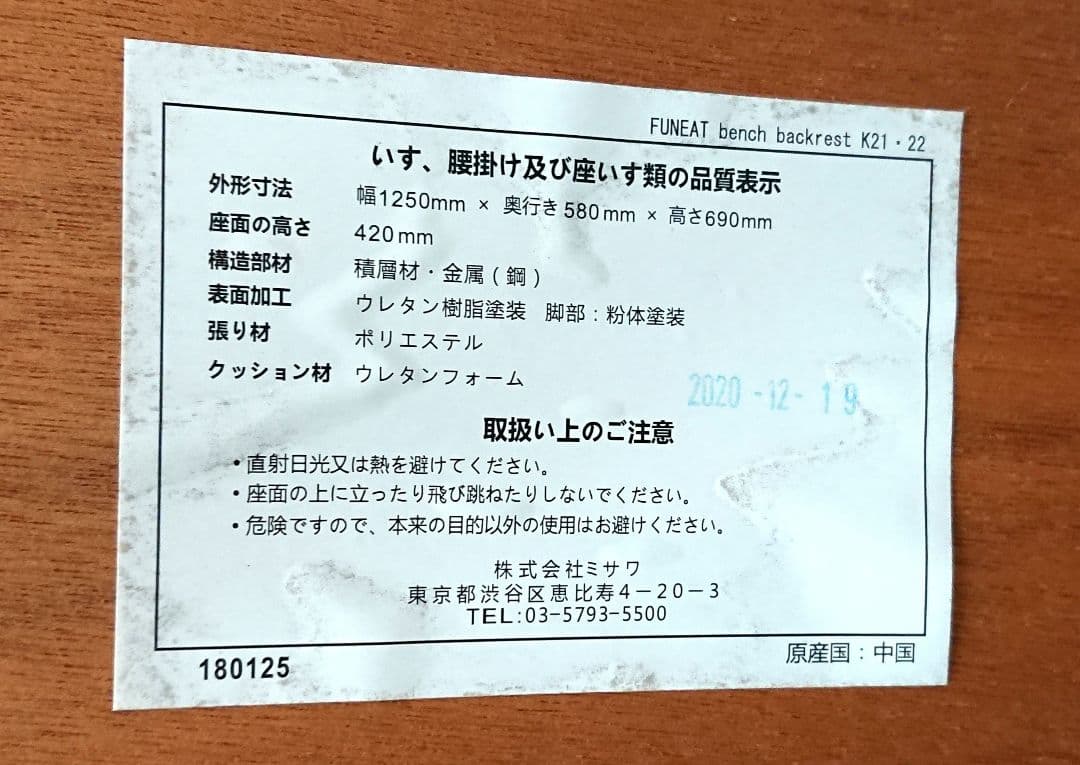 FUNEAT bench backrest K21・22
いす、腰掛け及び座いす類の品質表示
外形寸法 幅1250mm × 奥行き580mm × 高さ690mm
座面の高さ 420mm
構造部材 積層材・金属(鋼)
表面加工 ウレタン樹脂塗装 脚部:粉体塗装
張り材 ポリエステル
クッション材 ウレタンフォーム
2020-12-19
取扱い上のご注意
・直射日光又は熱を避けてください。
・座面の上に立ったり飛び跳ねたりしないでください。
・危険ですので、本来の目的以外の使用はお避けください。
株式会社ミサワ
東京都渋谷区恵比寿4-20-3
TEL:03-5793-5500
180125
原産国:中国